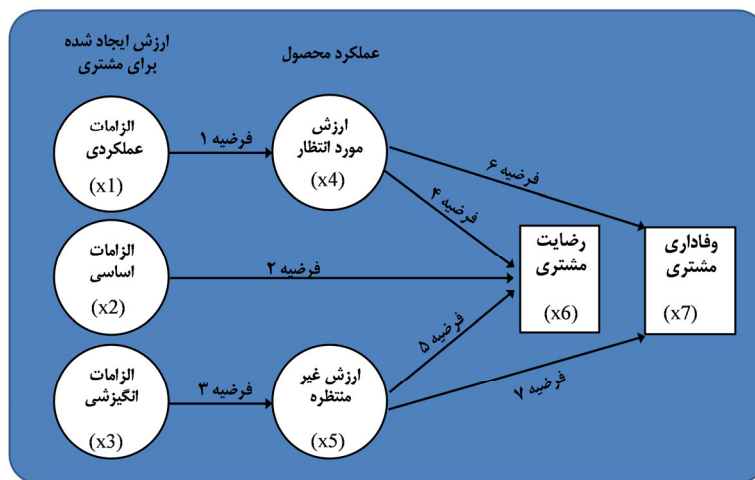 ارزش ایجاد شده
برای مشتری
عملکرد محصول
الزامات
عملکردی
(x1)
فرضیه ۱
ارزش
مورد انتظار
(x4)
فرضیه ۶
فرضیه ۴
الزامات
اساسی
(x2)
فرضیه ۲
رضایت
مشتری
(x6)
وفاداری
مشتری
(x7)
الزامات
انگیزشی
(x3)
فرضیه ۳
ارزش غیر
منتظره
(x5)
فرضیه ۵
فرضیه ۷